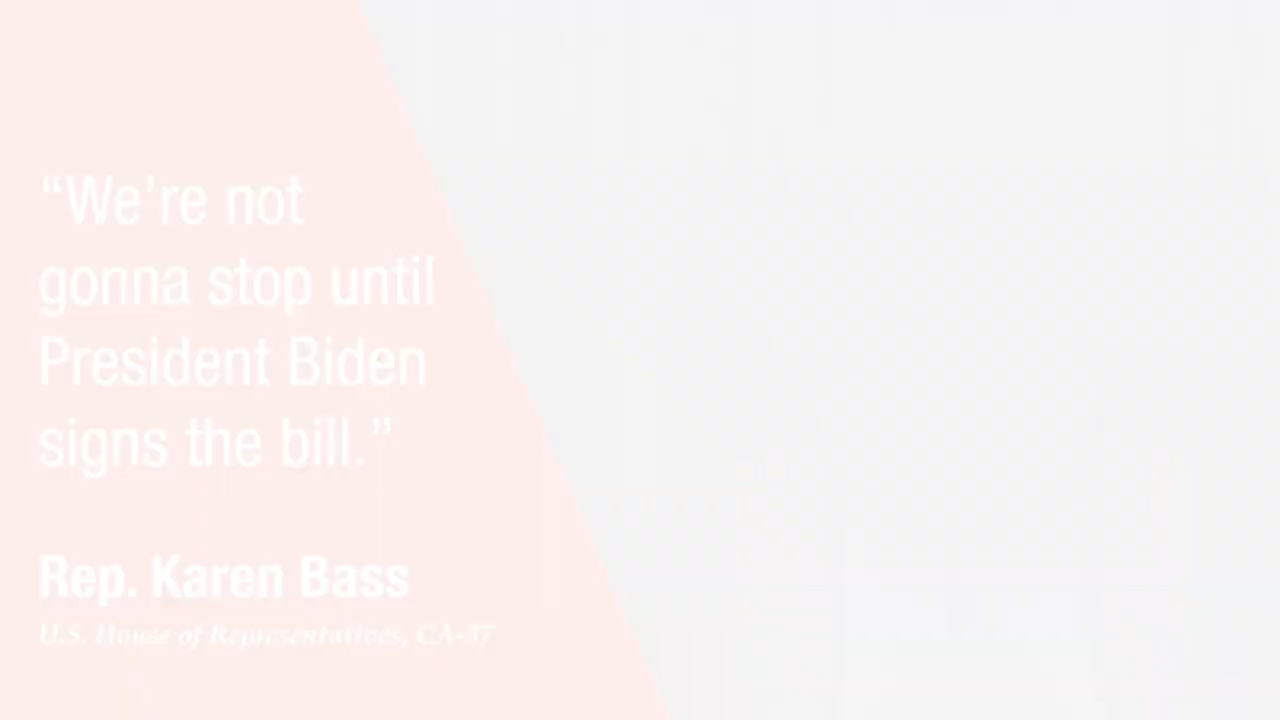 “We’re not
gonna stop until
President Biden
signs the bill.”
Rep. Karen Bass
U.S. House of Representatives, CA-37